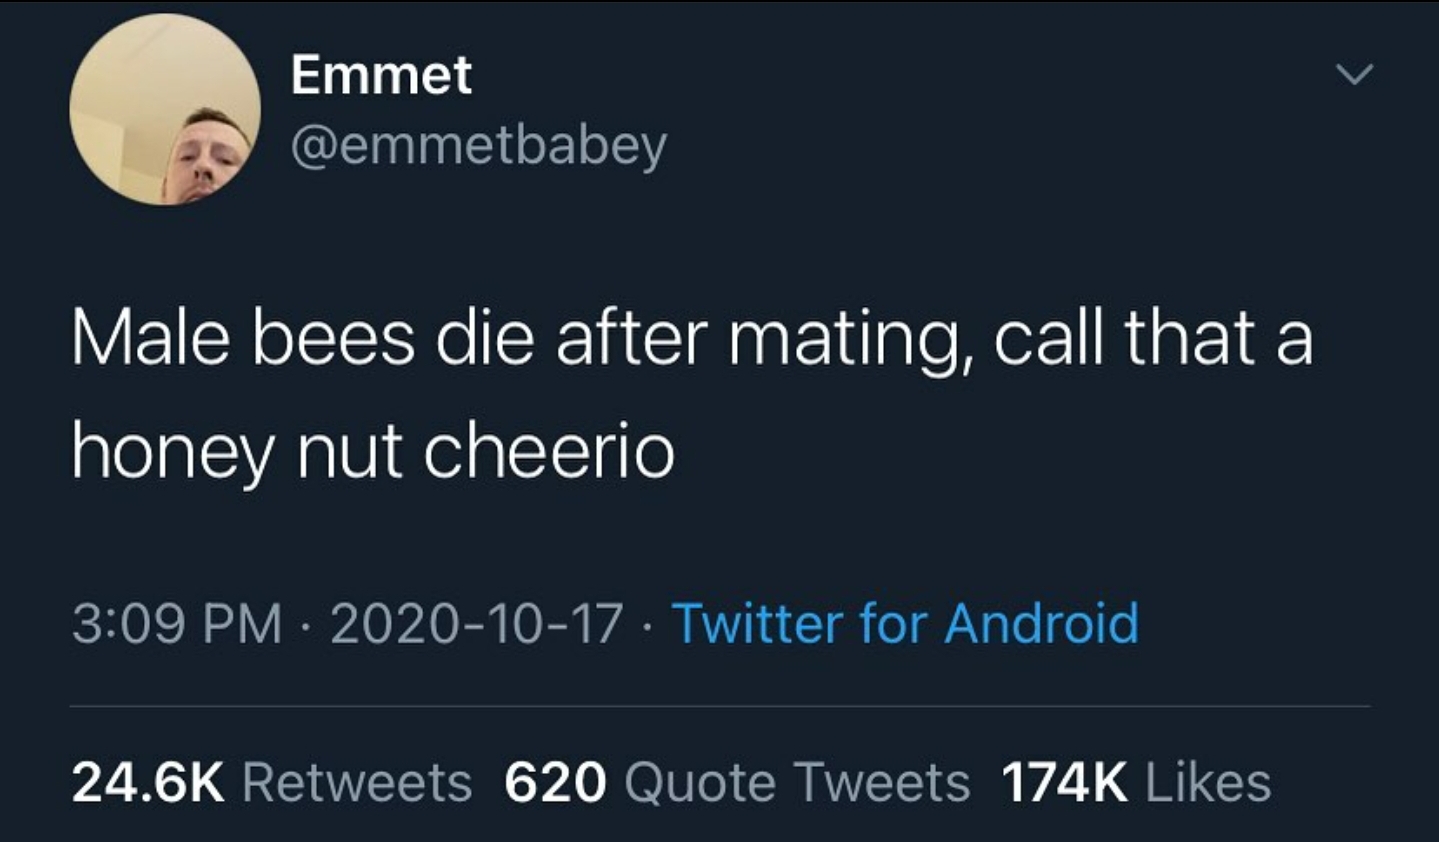 Emmet
@emmetbabey
Male bees die after mating, call that a
honey nut cheerio
3:09 PM · 2020-10-17 · Twitter for Android
24.6K Retweets 620 Quote Tweets 174K Likes